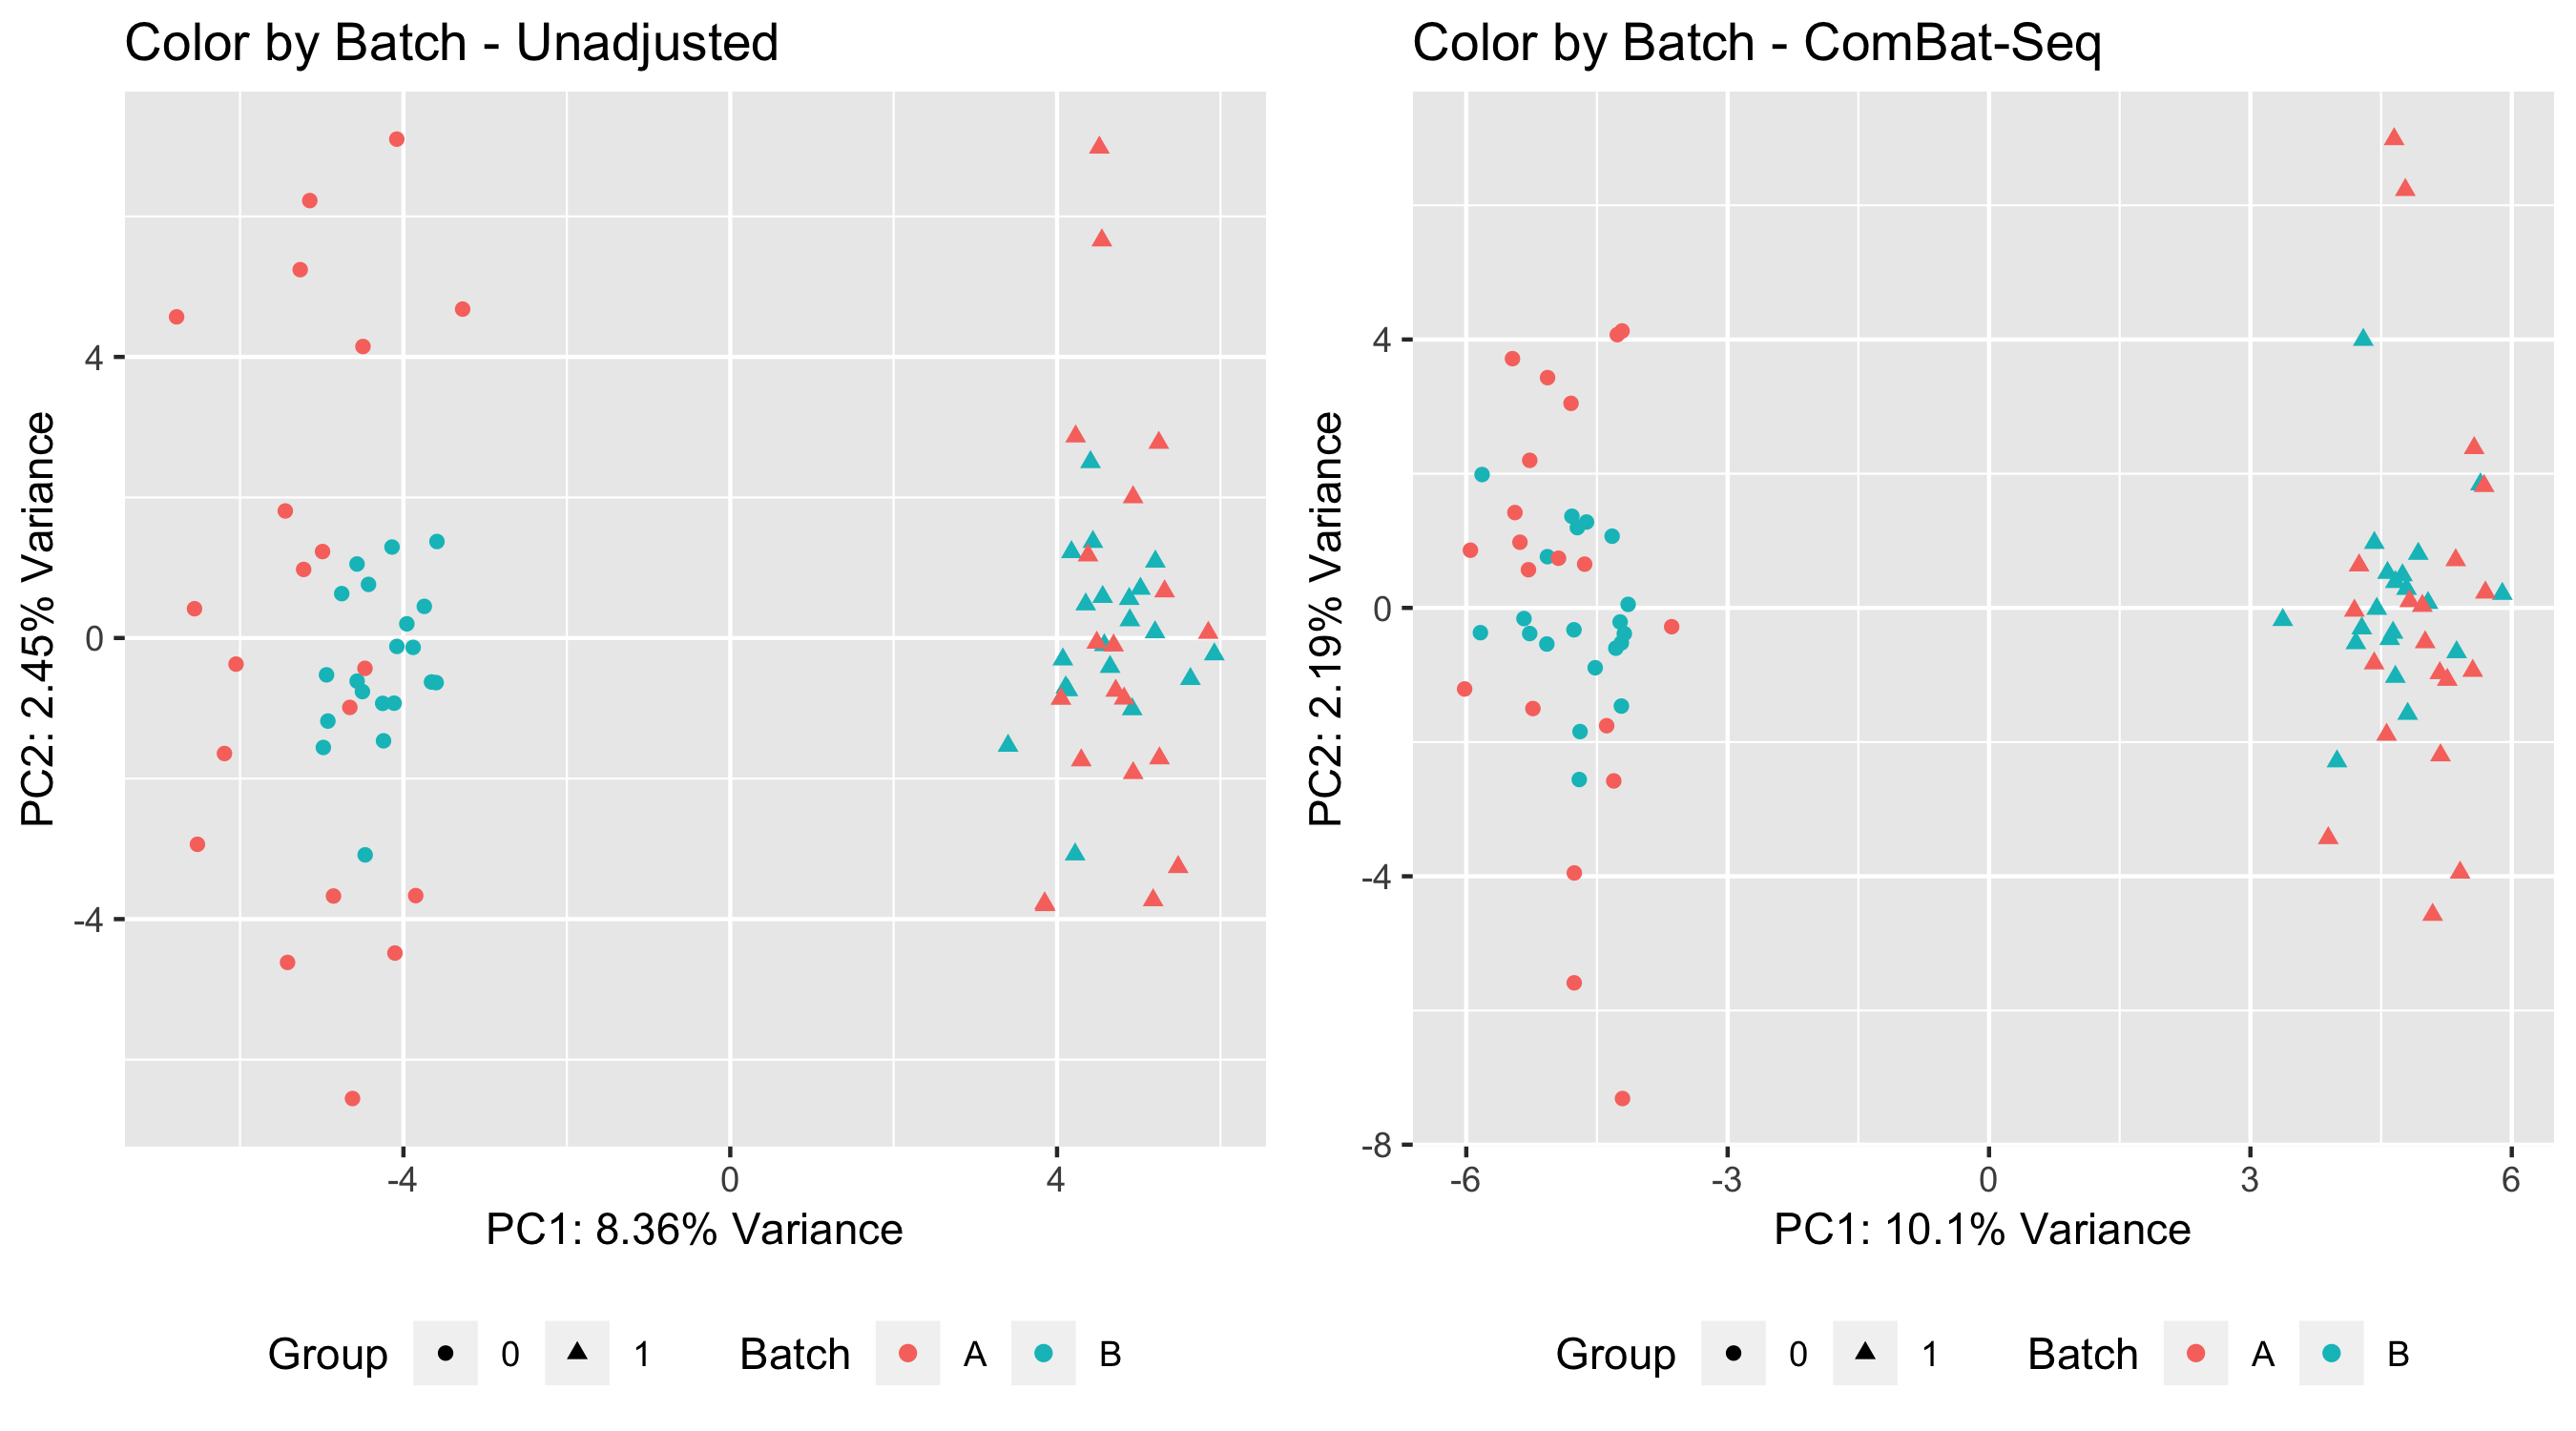 Color by Batch - Unadjusted
PC2: 2.45% Variance
4
0
-4
-4
0
4
PC1: 8.36% Variance
Group 0 1 Batch A B
Color by Batch - ComBat-Seq
PC2: 2.19% Variance
4
0
-4
-8
-6
-3
0
3
6
PC1: 10.1% Variance
Group 0 1 Batch A B